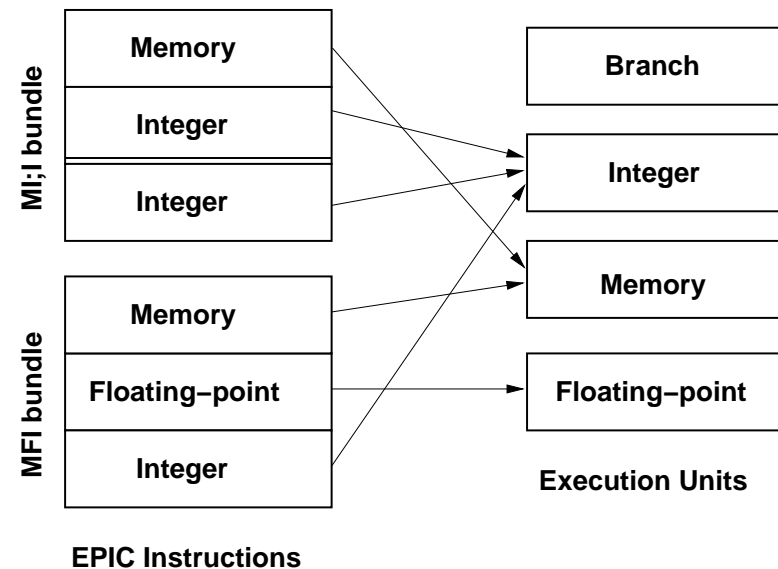 MI;I bundle
Memory
Integer
Integer
MFI bundle
Memory
Floating−point
Integer
EPIC Instructions
Branch
Integer
Memory
Floating−point
Execution Units